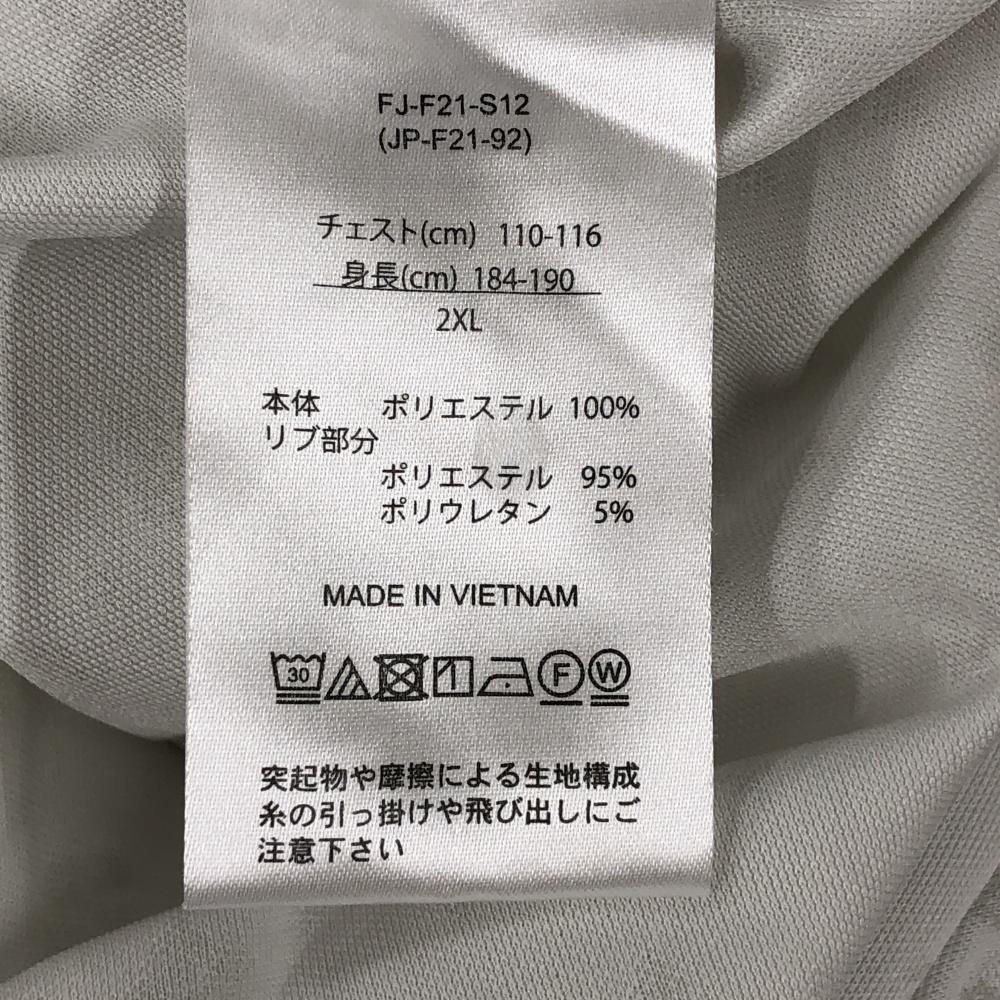 FJ-F21-S12
(JP-F21-92)
チェスト(cm) 110-116
身長(cm) 184-190
2XL
本体 ポリエステル 100%
リブ部分
ポリエステル 95%
ポリウレタン 5%
MADE IN VIETNAM
30 F W
突起物や摩擦による生地構成
糸の引っ掛けや飛び出しにご
注意下さい